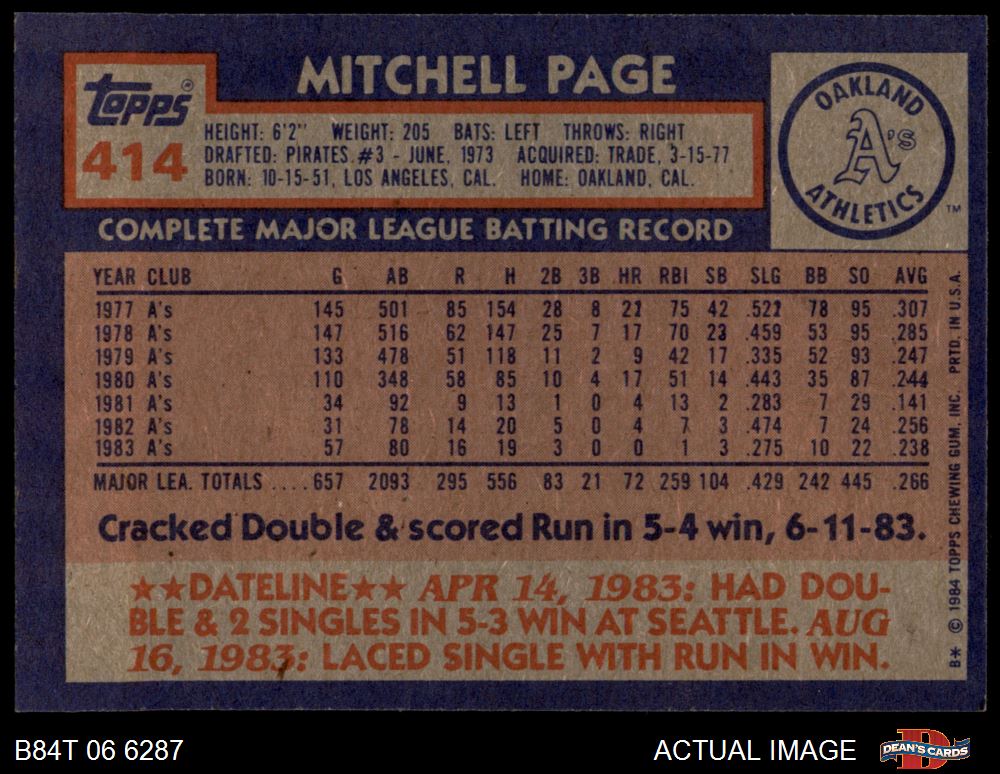 MITCHELL PAGE
topps®
414
HEIGHT: 6'2" WEIGHT: 205 BATS: LEFT THROWS: RIGHT
DRAFTED: PIRATES #3 - JUNE, 1973 ACQUIRED: TRADE, 3-15-77
BORN: 10-15-51, LOS ANGELES, CAL. HOME: OAKLAND, CAL.
OAKLAND
A's
ATHLETICS
TM
COMPLETE MAJOR LEAGUE BATTING RECORD
YEAR CLUB G AB R H 2B 3B HR RBI SB SLG BB SO AVG
1977 A's 145 501 85 154 28 8 21 75 42 .521 78 95 .307
1978 A's 147 516 62 147 25 7 17 70 23 .459 53 95 .285
1979 A's 133 478 51 118 11 2 9 42 17 .335 52 93 .247
1980 A's 110 348 58 85 10 4 17 51 14 .443 35 87 .244
1981 A's 34 92 9 13 1 0 4 13 2 .283 7 29 .141
1982 A's 31 78 14 20 5 0 4 7 3 .474 7 24 .256
1983 A's 57 80 16 19 3 0 0 1 3 .275 10 22 .238
MAJOR LEA. TOTALS ....657 2093 295 556 83 21 72 259 104 .429 242 445 .266
Cracked Double & scored Run in 5-4 win, 6-11-83.
★★DATELINE★★ APR 14, 1983: HAD DOU-
BLE & 2 SINGLES IN 5-3 WIN AT SEATTLE. AUG
16, 1983: LACED SINGLE WITH RUN IN WIN.
B* © 1984 TOPPS CHEWING GUM, INC. PRTD. IN U.S.A.
B84T 06 6287
ACTUAL IMAGE
DEAN'S CARDS